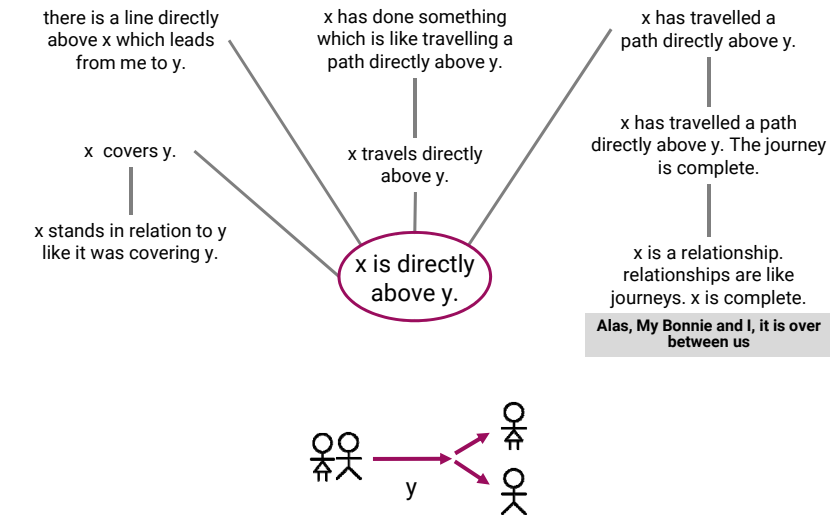 there is a line directly
above x which leads
from me to y.
x has done something
which is like travelling a
path directly above y.
x has travelled a
path directly above y.
x covers y.
x travels directly
above y.
x has travelled a path
directly above y. The journey
is complete.
x stands in relation to y
like it was covering y.
x is directly
above y.
x is a relationship.
relationships are like
journeys. x is complete.
Alas, My Bonnie and I, it is over
between us
y